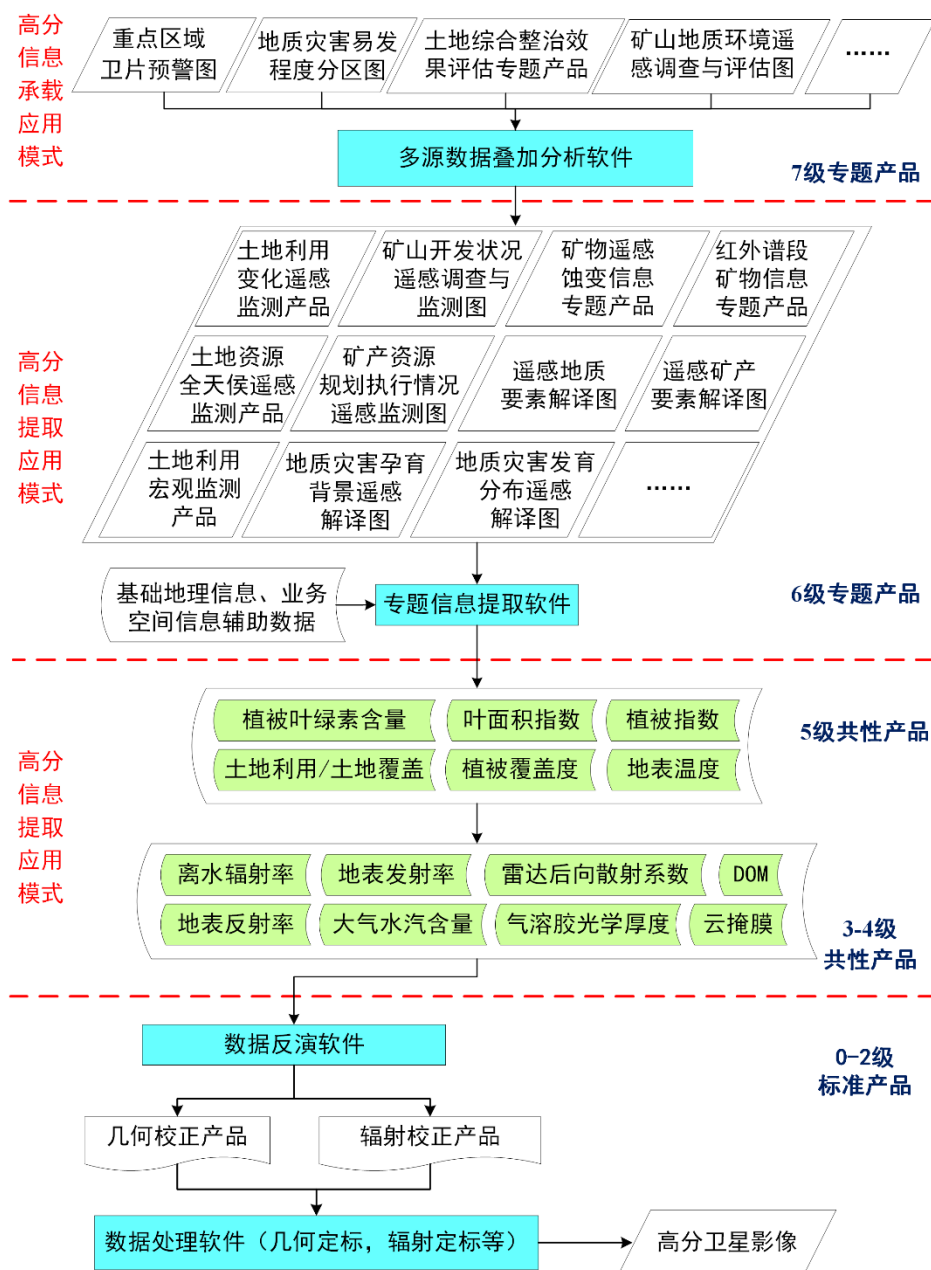 高分
信息
承载
应用
模式
重点区域
卫片预警图
地质灾害易发
程度分区图
土地综合整治效
果评估专题产品
矿山地质环境遥
感调查与评估图
……
多源数据叠加分析软件
7级专题产品
高分
信息
提取
应用
模式
土地利用
变化遥感
监测产品
矿山开发状况
遥感调查与
监测图
矿物遥感
蚀变信息
专题产品
红外谱段
矿物信息
专题产品
土地资源
全天侯遥感
监测产品
矿产资源
规划执行情况
遥感监测图
遥感地质
要素解译图
遥感矿产
要素解译图
土地利用
宏观监测
产品
地质灾害孕育
背景遥感
解译图
地质灾害发育
分布遥感
解译图
……
基础地理信息、业务
空间信息辅助数据
专题信息提取软件
6级专题产品
高分
信息
提取
应用
模式
植被叶绿素含量
叶面积指数
植被指数
土地利用/土地覆盖
植被覆盖度
地表温度
5级共性产品
离水辐射率
地表发射率
雷达后向散射系数
DOM
地表反射率
大气水汽含量
气溶胶光学厚度
云掩膜
3-4级
共性产品
数据反演软件
0-2级
标准产品
几何校正产品
辐射校正产品
数据处理软件（几何定标，辐射定标等）
高分卫星影像